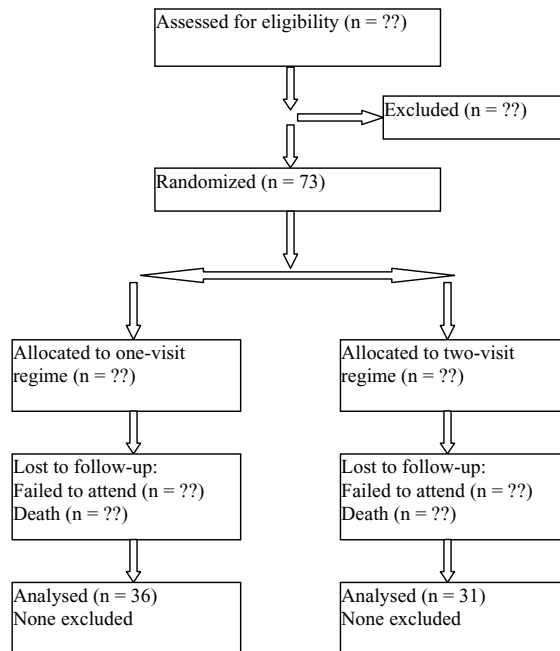 Assessed for eligibility (n = ??)
Excluded (n = ??)
Randomized (n = 73)
Allocated to one-visit
regime (n = ??)
Allocated to two-visit
regime (n = ??)
Lost to follow-up:
Failed to attend (n = ??)
Death (n = ??)
Lost to follow-up:
Failed to attend (n = ??)
Death (n = ??)
Analysed (n = 36)
None excluded
Analysed (n = 31)
None excluded